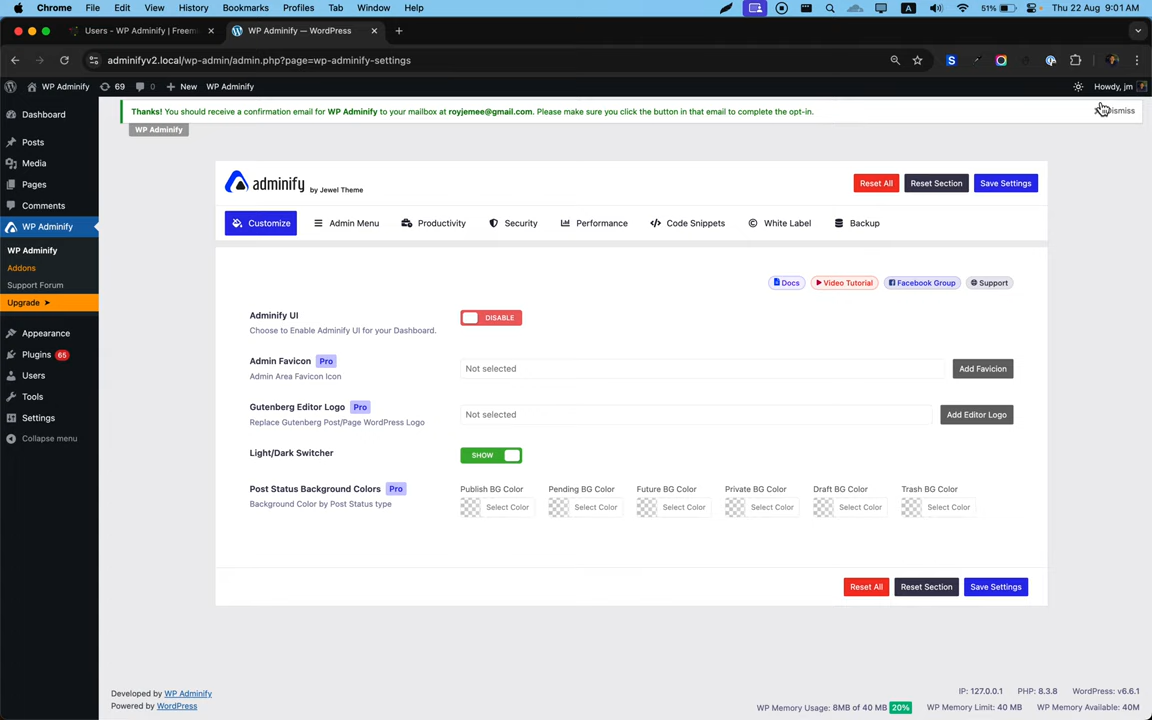 Chrome File Edit View History Bookmarks Profiles Tab Window Help A 51% Thu 22 Aug 9:01 AM
Users - WP Adminify | Freem
WP Adminify — WordPress
adminifyv2.local/wp-admin/admin.php?page=wp-adminify-settings
WP Adminify 69 0 New WP Adminify Howdy, jm
Dashboard
Posts
Media
Pages
Comments
WP Adminify
WP Adminify
Addons
Support Forum
Upgrade ➤
Appearance
Plugins 65
Users
Tools
Settings
Collapse menu
Thanks! You should receive a confirmation email for WP Adminify to your mailbox at royjemee@gmail.com. Please make sure you click the button in that email to complete the opt-in.
WP Adminify
adminify by Jewel Theme
Reset All Reset Section Save Settings
Customize Admin Menu Productivity Security Performance Code Snippets White Label Backup
Docs Video Tutorial Facebook Group Support
Adminify UI
Choose to Enable Adminify UI for your Dashboard.
DISABLE
Admin Favicon Pro
Admin Area Favicon Icon
Not selected Add Favicion
Gutenberg Editor Logo Pro
Replace Gutenberg Post/Page WordPress Logo
Not selected Add Editor Logo
Light/Dark Switcher
SHOW
Post Status Background Colors Pro
Background Color by Post Status type
Publish BG Color Pending BG Color Future BG Color Private BG Color Draft BG Color Trash BG Color
Select Color Select Color Select Color Select Color Select Color Select Color
Reset All Reset Section Save Settings
Developed by WP Adminify
Powered by WordPress
IP: 127.0.0.1 PHP: 8.3.8 WordPress: v6.6.1
WP Memory Usage: 8MB of 40 MB 20% WP Memory Limit: 40 MB WP Memory Available: 40M